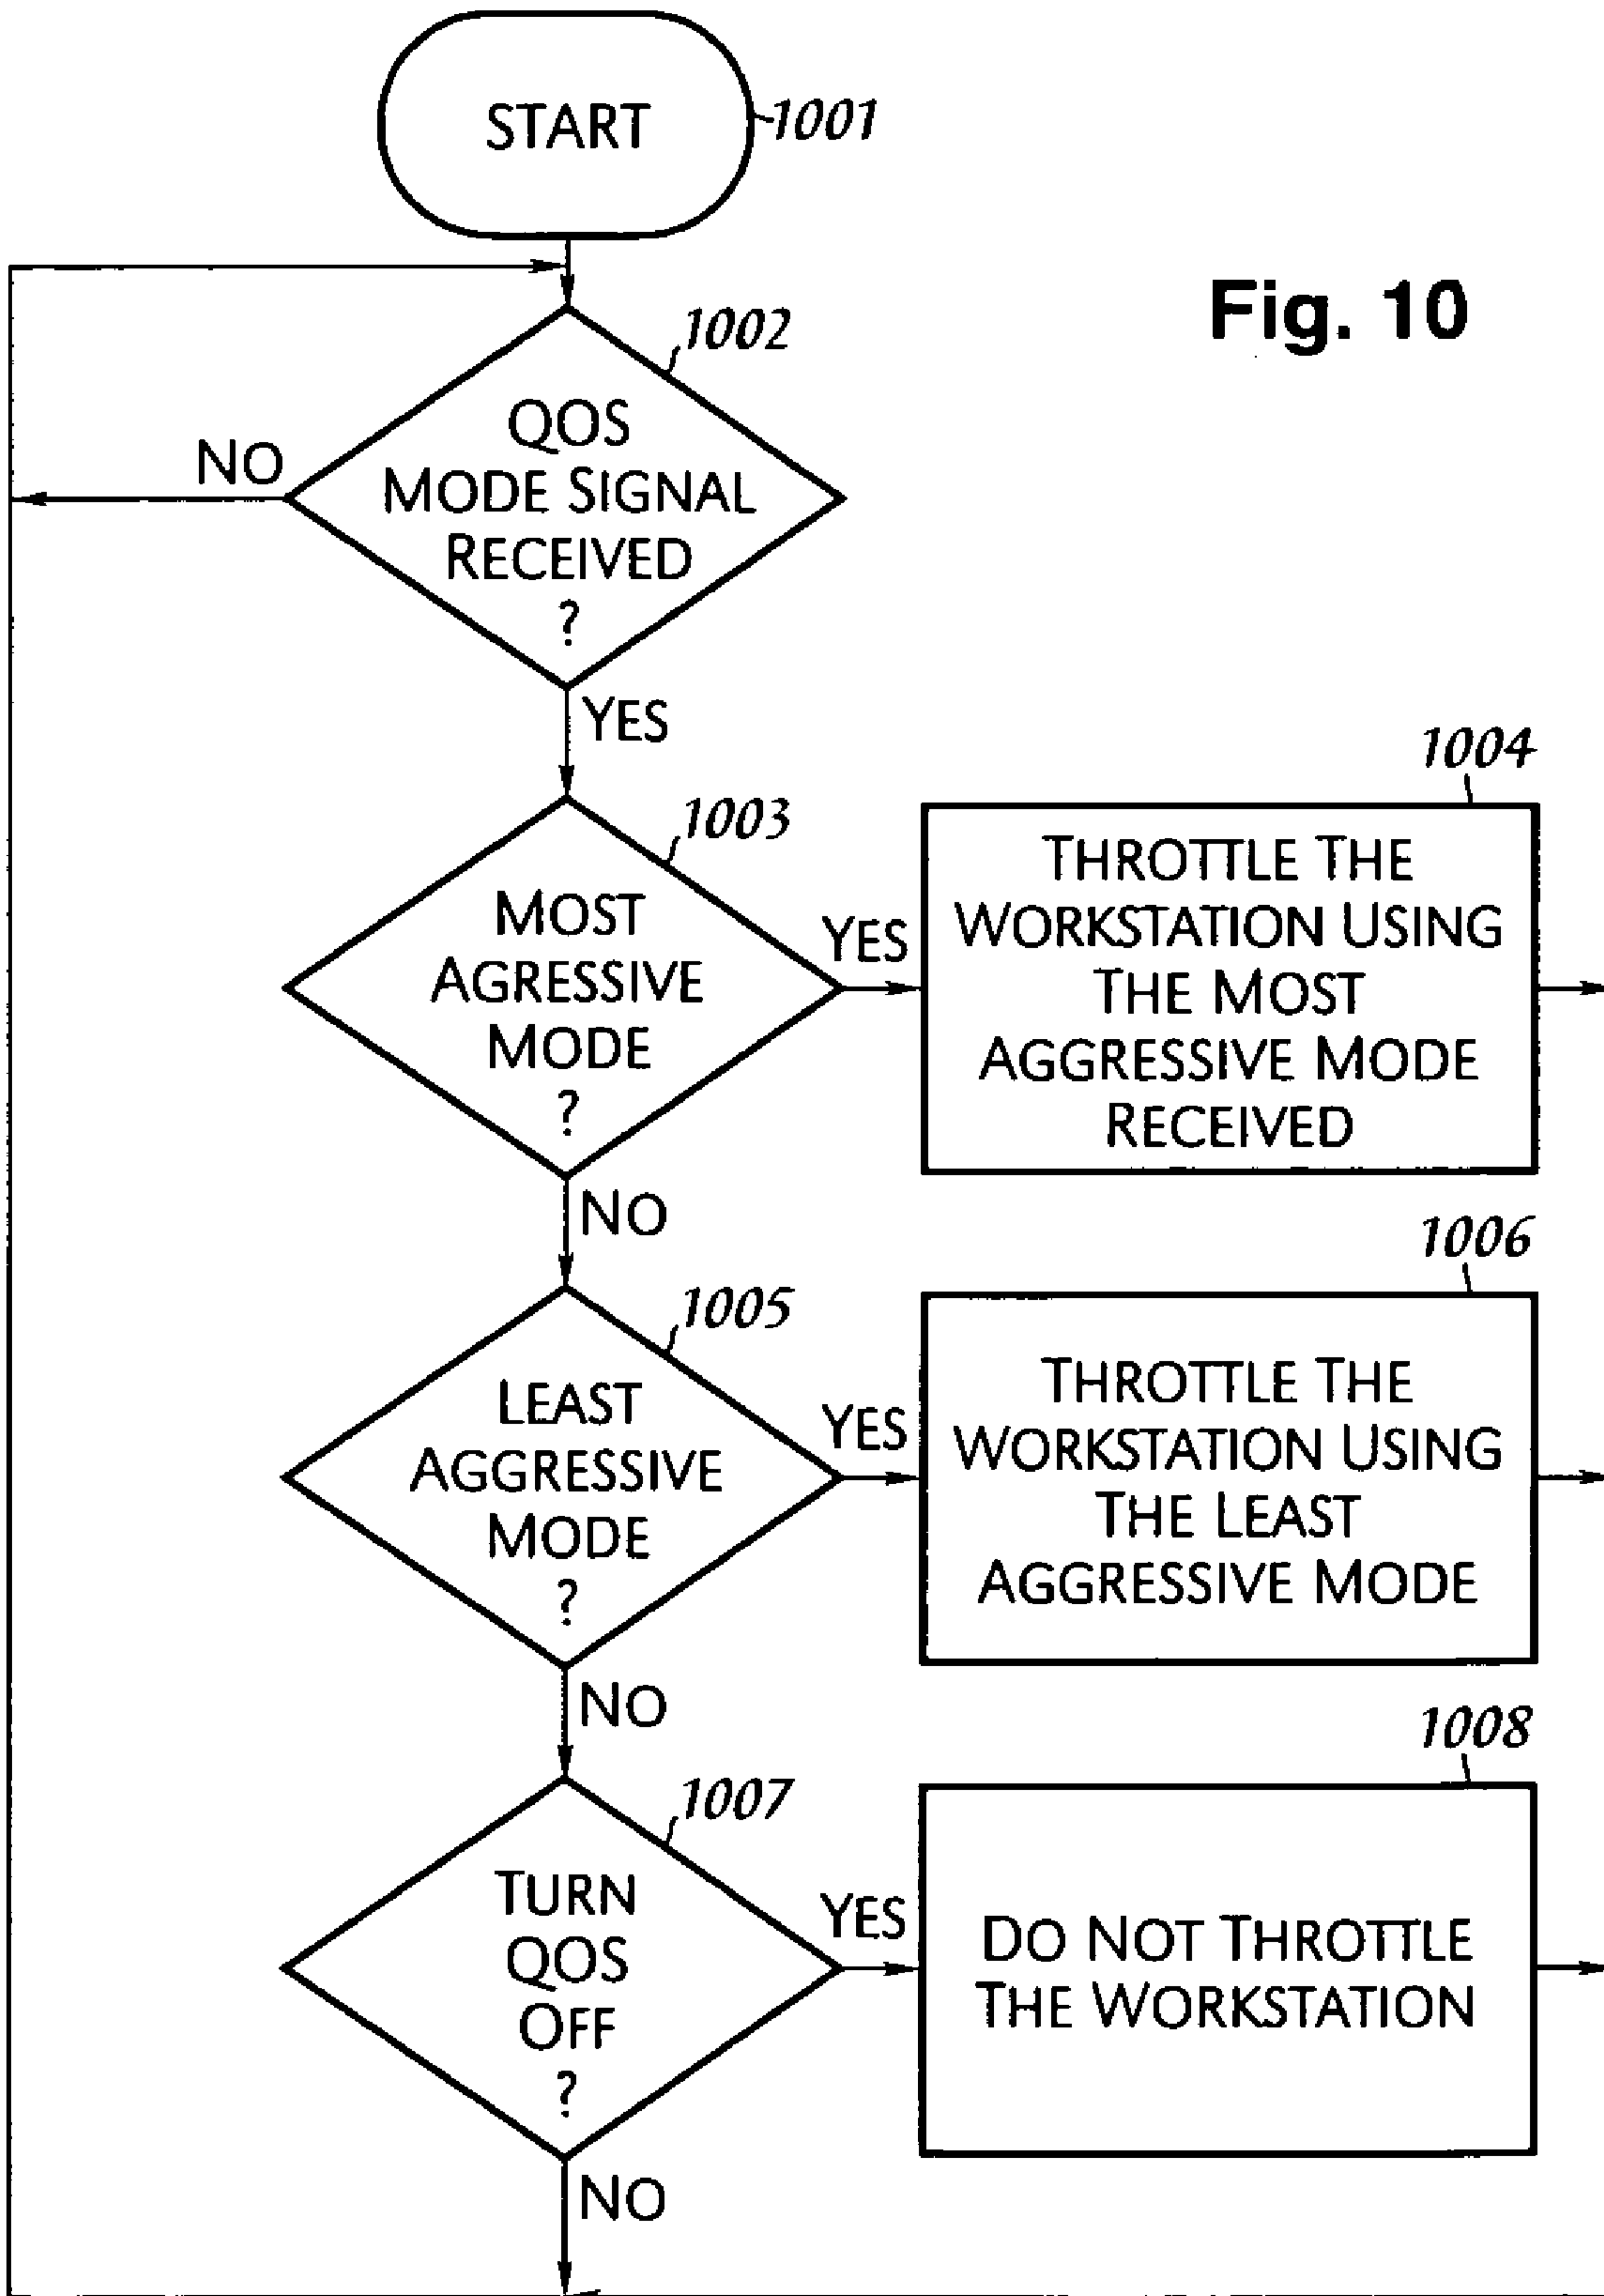 START
1001
Fig. 10
1002
QOS
MODE SIGNAL
RECEIVED
?
NO
YES
1003
MOST
AGRESSIVE
MODE
?
YES
1004
THROTTLE THE
WORKSTATION USING
THE MOST
AGGRESSIVE MODE
RECEIVED
NO
1005
LEAST
AGGRESSIVE
MODE
?
YES
1006
THROTTLE THE
WORKSTATION USING
THE LEAST
AGGRESSIVE MODE
NO
1007
TURN
QOS
OFF
?
YES
1008
DO NOT THROTTLE
THE WORKSTATION
NO